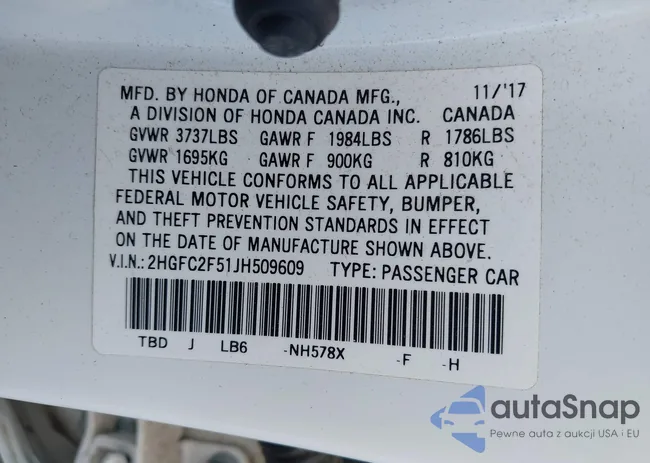 MFD. BY HONDA OF CANADA MFG., 11/'17
A DIVISION OF HONDA CANADA INC. CANADA
GVWR 3737LBS GAWR F 1984LBS R 1786LBS
GVWR 1695KG GAWR F 900KG R 810KG
THIS VEHICLE CONFORMS TO ALL APPLICABLE
FEDERAL MOTOR VEHICLE SAFETY, BUMPER,
AND THEFT PREVENTION STANDARDS IN EFFECT
ON THE DATE OF MANUFACTURE SHOWN ABOVE.
V.I.N.: 2HGFC2F51JH509609 TYPE: PASSENGER CAR
TBD J LB6 -NH578X -F -H
autaSnap
Pewne auta z aukcji USA i EU